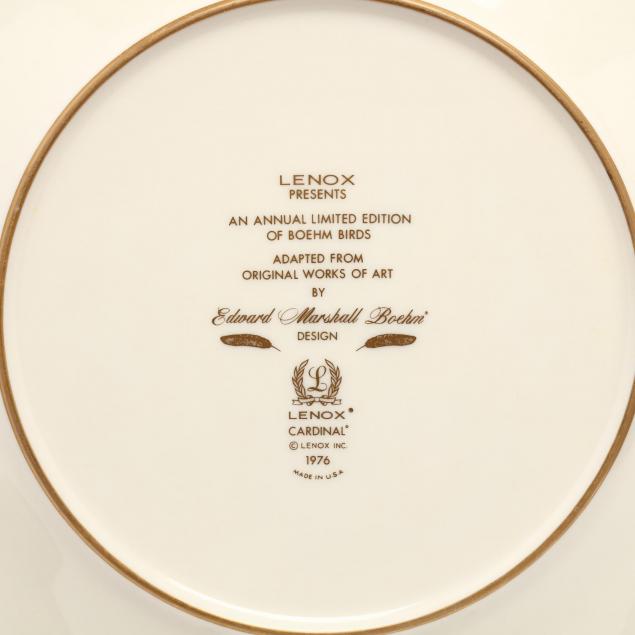 LENOX
PRESENTS
AN ANNUAL LIMITED EDITION
OF BOEHM BIRDS
ADAPTED FROM
ORIGINAL WORKS OF ART
BY
Edward Marshall Boehm®
DESIGN
L
LENOX®
CARDINAL®
© LENOX INC.
1976
MADE IN U.S.A.